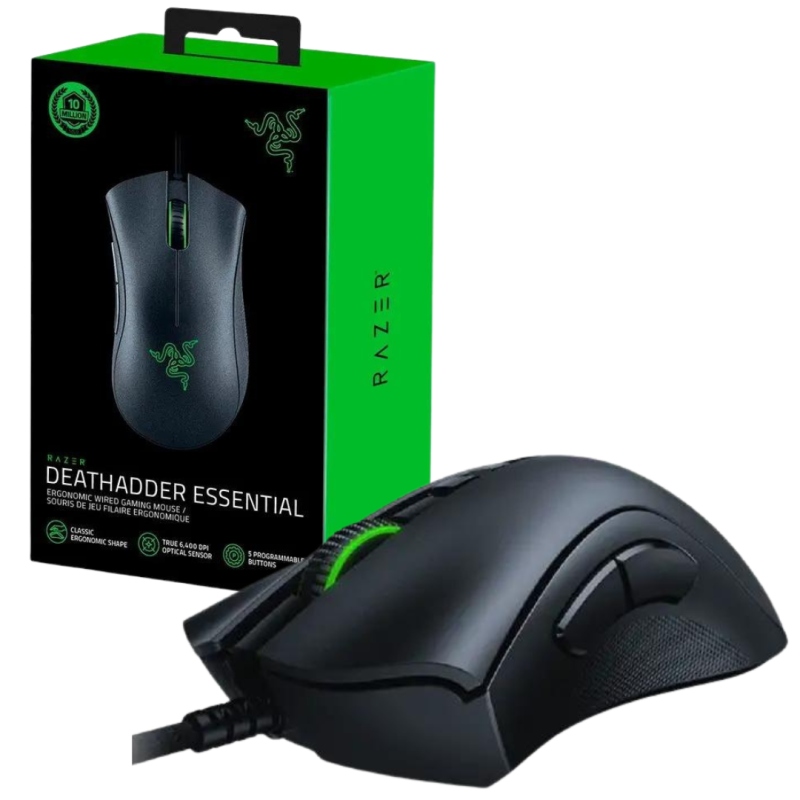 10
MILLION
RAZER
RAZER
DEATHADDER ESSENTIAL
ERGONOMIC WIRED GAMING MOUSE /
SOURIS DE JEU FILAIRE ERGONOMIQUE
CLASSIC
ERGONOMIC SHAPE
TRUE 6,400 DPI
OPTICAL SENSOR
5 PROGRAMMABLE
BUTTONS